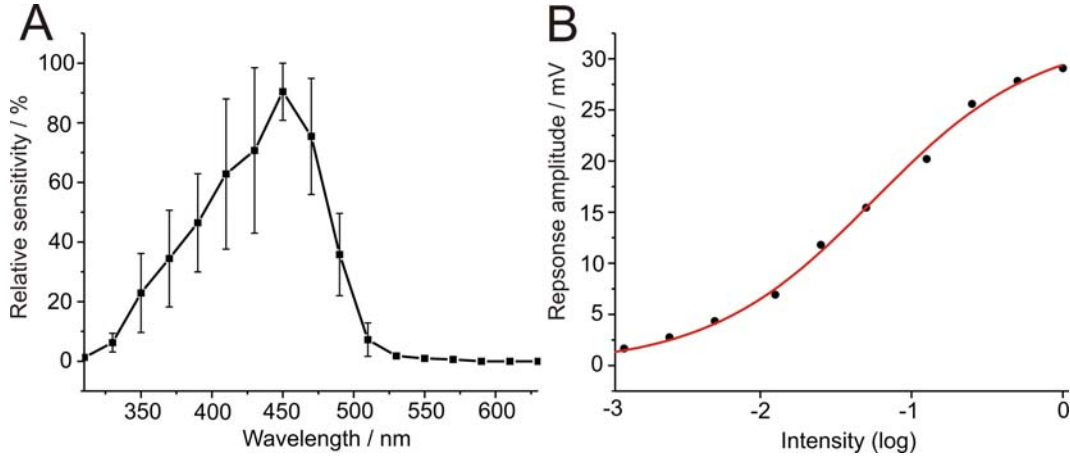 A
Relative sensitivity / %
100
80
60
40
20
0
350 400 450 500 550 600
Wavelength / nm
B
Repsonse amplitude / mV
30
25
20
15
10
5
0
-3 -2 -1 0
Intensity (log)